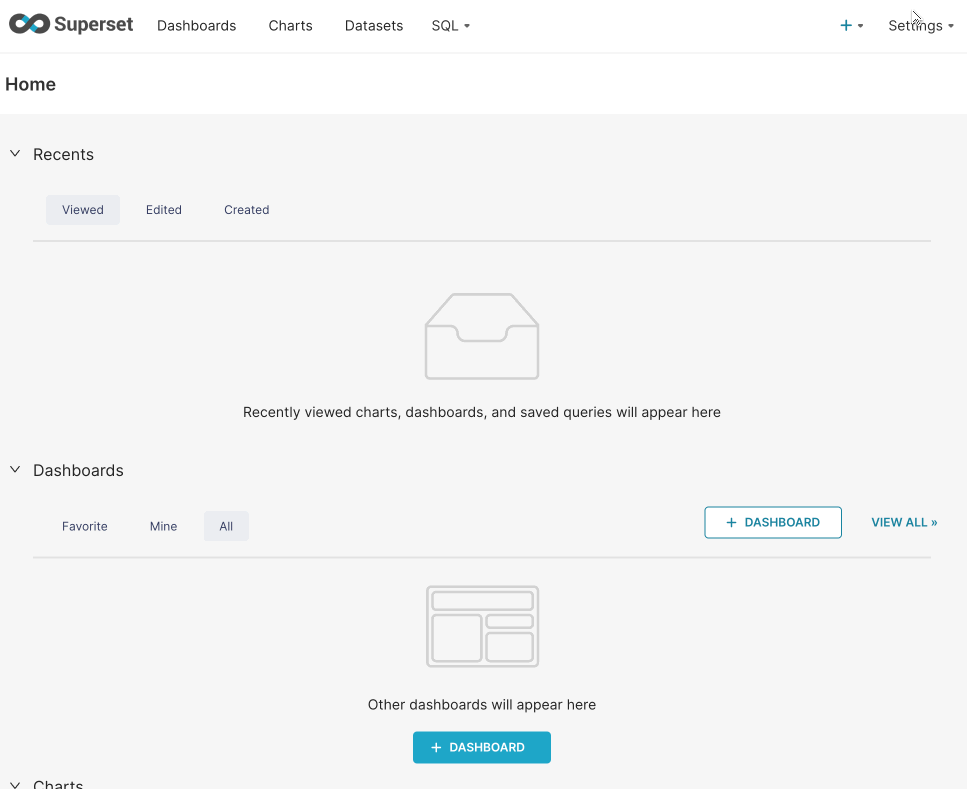 Superset Dashboards Charts Datasets SQL + Settings
Home
Recents
Viewed Edited Created
Recently viewed charts, dashboards, and saved queries will appear here
Dashboards
Favorite Mine All + DASHBOARD VIEW ALL »
Other dashboards will appear here
+ DASHBOARD
Charts